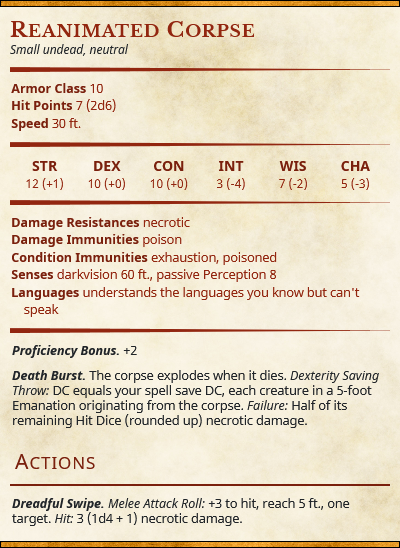 REANIMATED CORPSE
Small undead, neutral
Armor Class 10
Hit Points 7 (2d6)
Speed 30 ft.
STR DEX CON INT WIS CHA
12 (+1) 10 (+0) 10 (+0) 3 (-4) 7 (-2) 5 (-3)
Damage Resistances necrotic
Damage Immunities poison
Condition Immunities exhaustion, poisoned
Senses darkvision 60 ft., passive Perception 8
Languages understands the languages you know but can't
speak
Proficiency Bonus. +2
Death Burst. The corpse explodes when it dies. Dexterity Saving
Throw: DC equals your spell save DC, each creature in a 5-foot
Emanation originating from the corpse. Failure: Half of its
remaining Hit Dice (rounded up) necrotic damage.
ACTIONS
Dreadful Swipe. Melee Attack Roll: +3 to hit, reach 5 ft., one
target. Hit: 3 (1d4 + 1) necrotic damage.